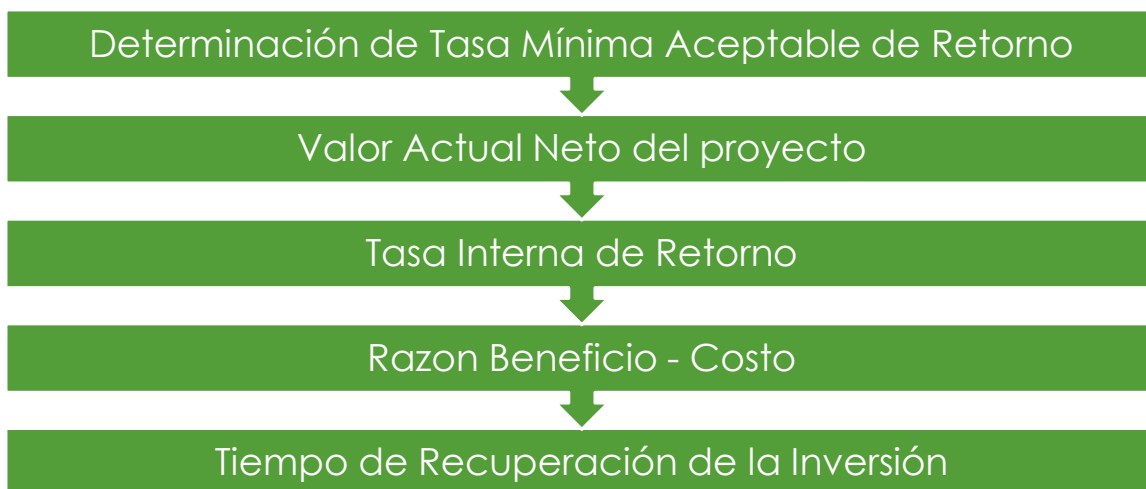 Determinación de Tasa Mínima Aceptable de Retorno
Valor Actual Neto del proyecto
Tasa Interna de Retorno
Razon Beneficio - Costo
Tiempo de Recuperación de la Inversión